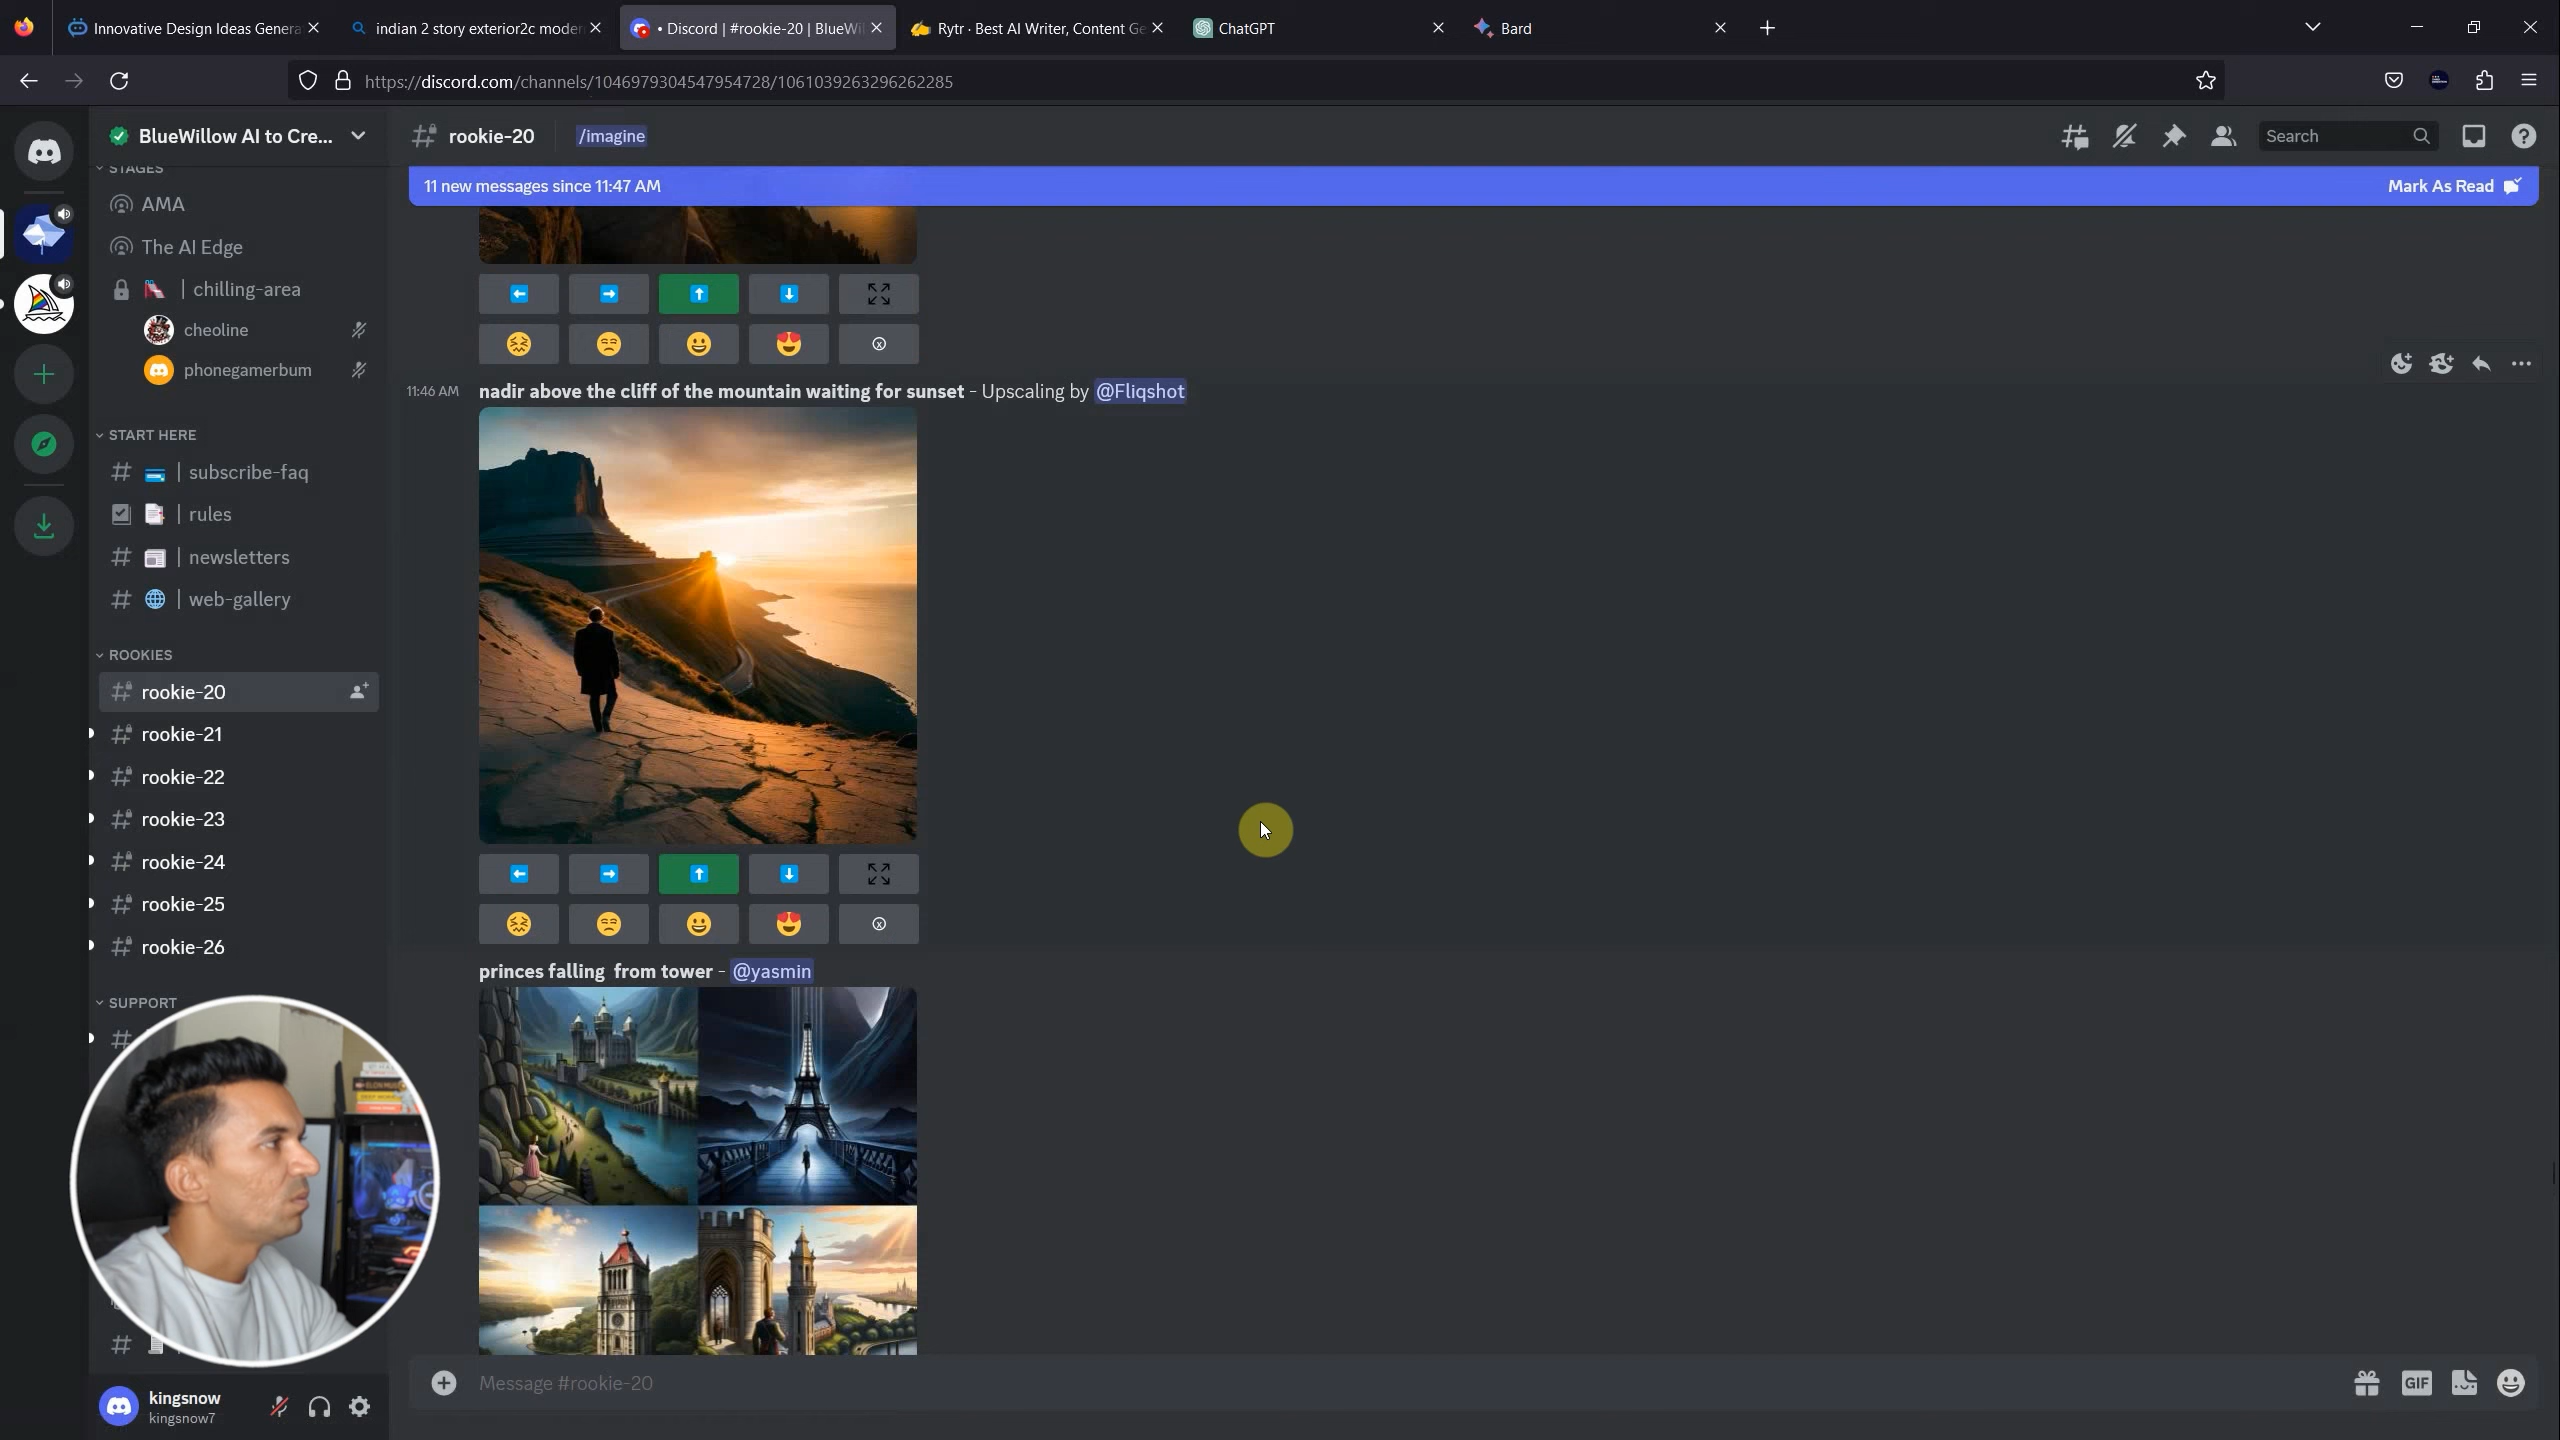 Innovative Design Ideas Genera
indian 2 story exterior2c moder
• Discord | #rookie-20 | BlueWil
Rytr · Best AI Writer, Content Ge
ChatGPT
Bard
https://discord.com/channels/1046979304547954728/1061039263296262285
BlueWillow AI to Cre...
rookie-20
/imagine
Search
STAGES
AMA
The AI Edge
| chilling-area
cheoline
phonegamerbum
START HERE
| subscribe-faq
| rules
| newsletters
| web-gallery
ROOKIES
rookie-20
rookie-21
rookie-22
rookie-23
rookie-24
rookie-25
rookie-26
SUPPORT
kingsnow
kingsnow7
11 new messages since 11:47 AM
Mark As Read
11:46 AM
nadir above the cliff of the mountain waiting for sunset - Upscaling by @Fliqshot
princes falling from tower - @yasmin
Message #rookie-20
GIF